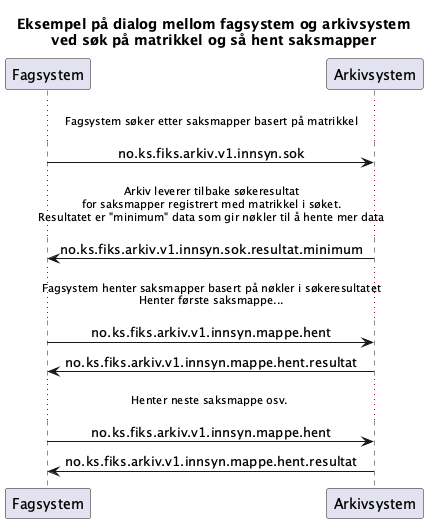 Eksempel på dialog mellom fagsystem og arkivsystem
ved søk på matrikkel og så hent saksmapper
Fagsystem
Arkivsystem
Fagsystem søker etter saksmapper basert på matrikkel
no.ks.fiks.arkiv.v1.innsyn.sok
Arkiv leverer tilbake søkeresultat
for saksmapper registrert med matrikkel i søket.
Resultatet er "minimum" data som gir nøkler til å hente mer data
no.ks.fiks.arkiv.v1.innsyn.sok.resultat.minimum
Fagsystem henter saksmapper basert på nøkler i søkeresultatet
Henter første saksmappe...
no.ks.fiks.arkiv.v1.innsyn.mappe.hent
no.ks.fiks.arkiv.v1.innsyn.mappe.hent.resultat
Henter neste saksmappe osv.
no.ks.fiks.arkiv.v1.innsyn.mappe.hent
no.ks.fiks.arkiv.v1.innsyn.mappe.hent.resultat
Fagsystem
Arkivsystem